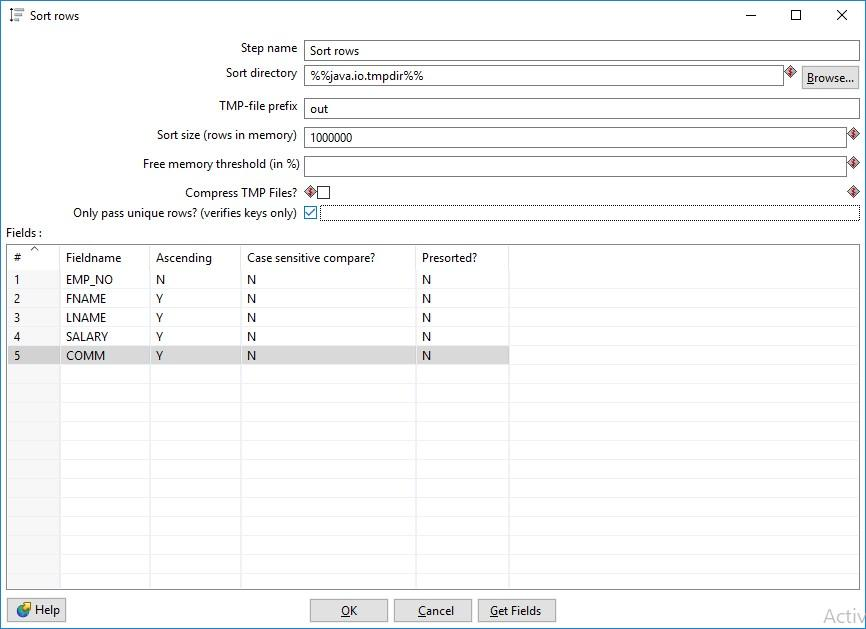 Sort rows
Step name Sort rows
Sort directory %%java.io.tmpdir%% Browse...
TMP-file prefix out
Sort size (rows in memory) 1000000
Free memory threshold (in %)
Compress TMP Files?
Only pass unique rows? (verifies keys only)
Fields :
# Fieldname Ascending Case sensitive compare? Presorted?
1 EMP_NO N N N
2 FNAME Y N N
3 LNAME Y N N
4 SALARY Y N N
5 COMM Y N N
Help OK Cancel Get Fields
Activ